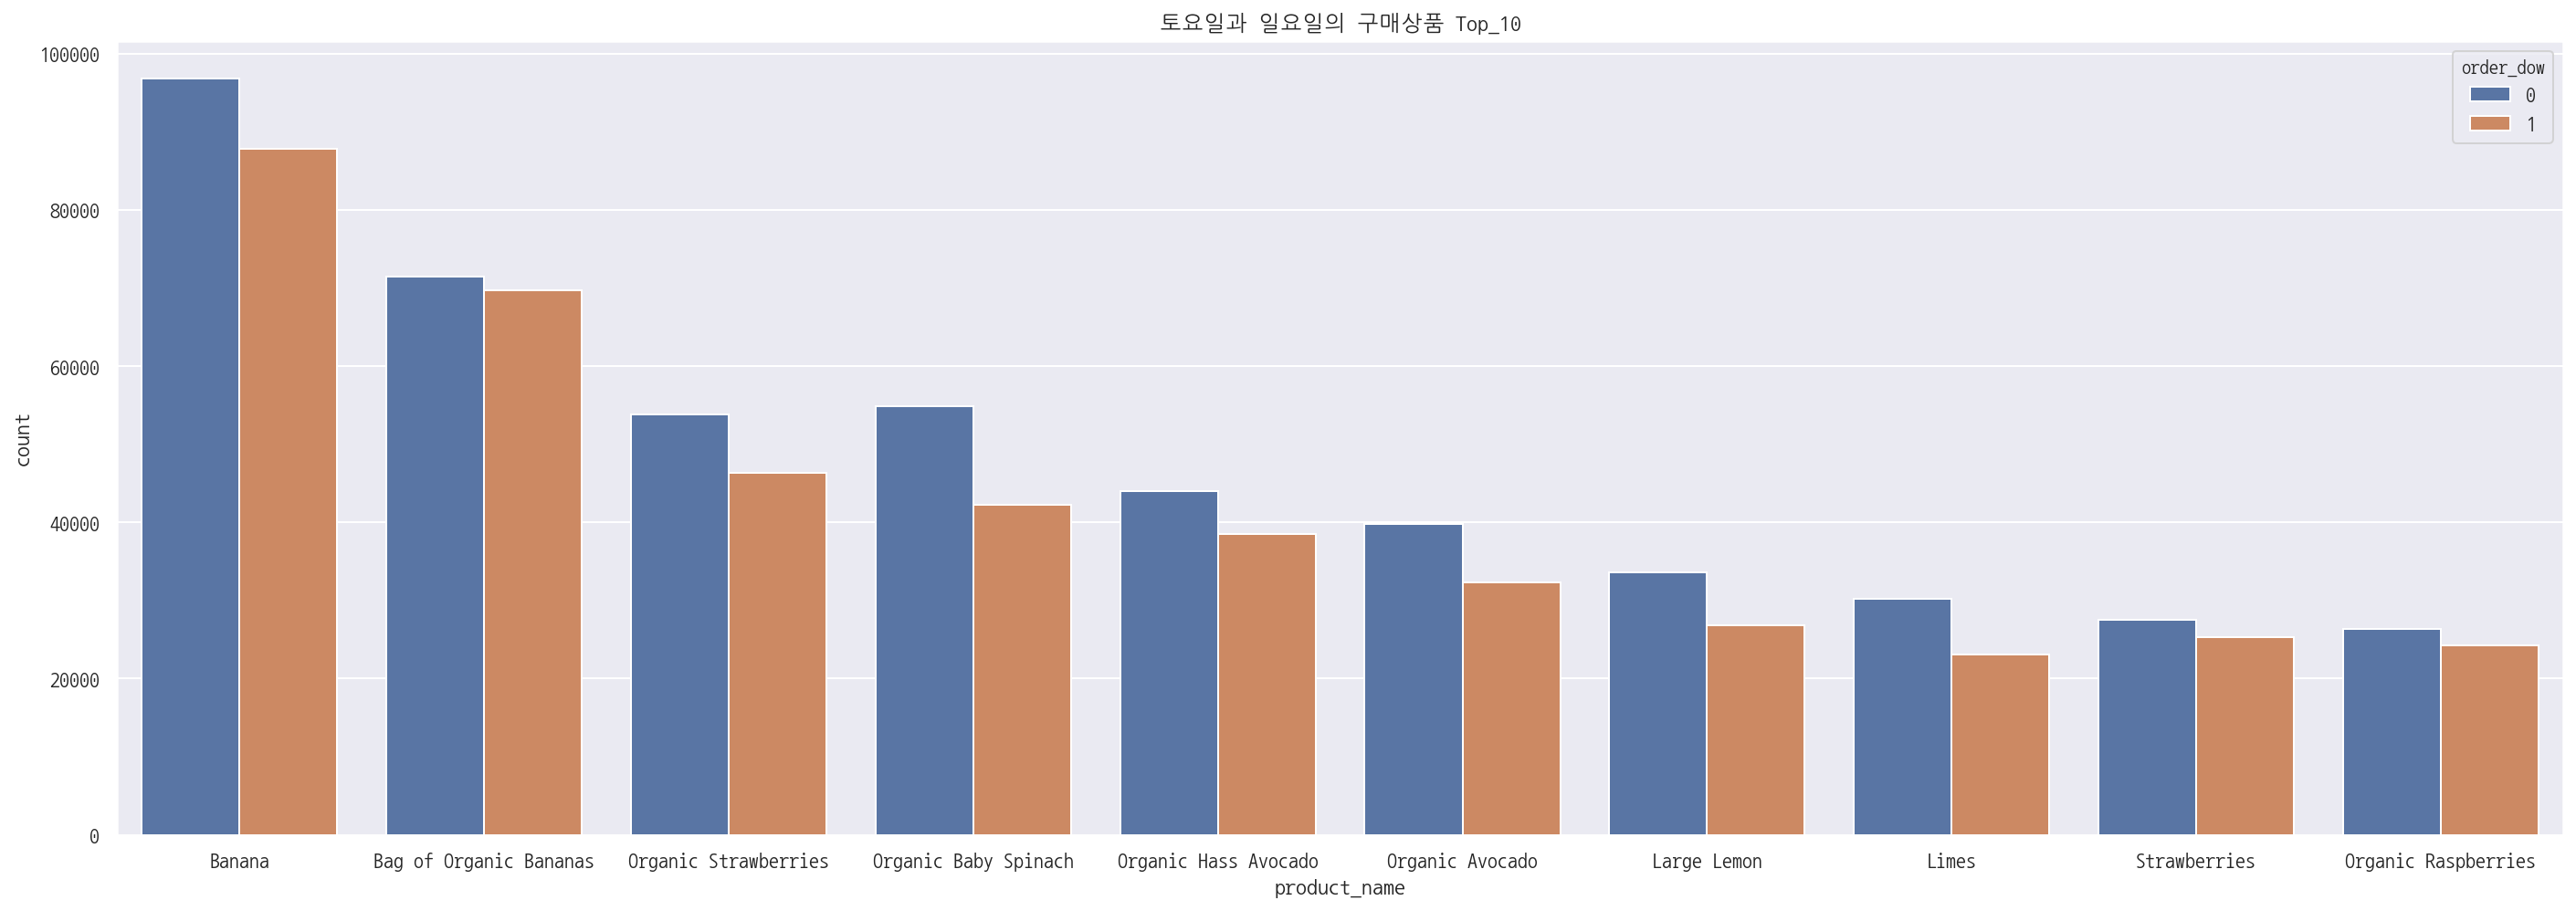 토요일과 일요일의 구매상품 Top_10
order_dow
0
1
count
100000
80000
60000
40000
20000
0
Banana
Bag of Organic Bananas
Organic Strawberries
Organic Baby Spinach
Organic Hass Avocado
Organic Avocado
Large Lemon
Limes
Strawberries
Organic Raspberries
product_name